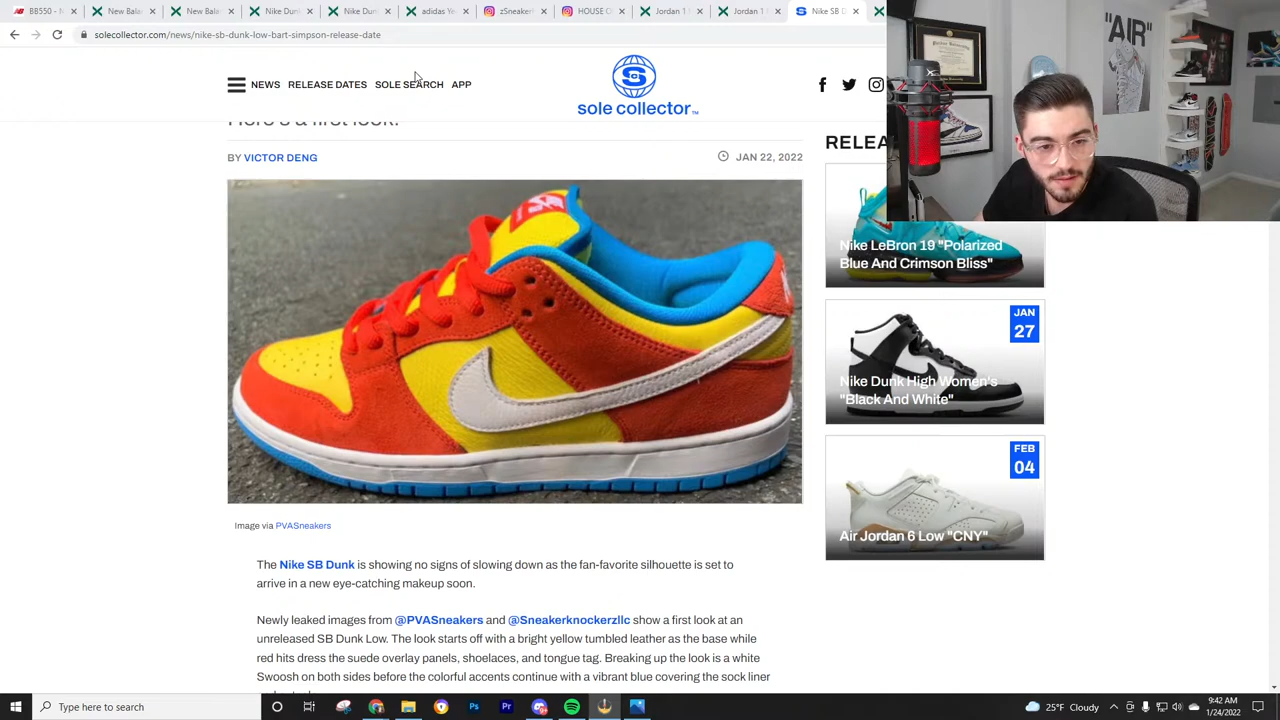 BB550 - N
New Balan
New Balan
Nike Dun
Nike Dun
adidas Ye
zSneaker
HOUSE O
Jordan 1
Jordan 1 M
Nike SB D
solecollector.com/news/nike-sb-dunk-low-bart-simpson-release-date
NEWS RELEASE DATES SOLE SEARCH APP
sole collector™
"AIR"
Here's a first look.
BY VICTOR DENG
JAN 22, 2022
RELEA
Nike LeBron 19 "Polarized
Blue And Crimson Bliss"
JAN
27
Nike Dunk High Women's
"Black And White"
FEB
04
Air Jordan 6 Low "CNY"
Image via PVASneakers
The Nike SB Dunk is showing no signs of slowing down as the fan-favorite silhouette is set to
arrive in a new eye-catching makeup soon.
Newly leaked images from @PVASneakers and @Sneakerknockerzllc show a first look at an
unreleased SB Dunk Low. The look starts off with a bright yellow tumbled leather as the base while
red hits dress the suede overlay panels, shoelaces, and tongue tag. Breaking up the look is a white
Swoosh on both sides before the colorful accents continue with a vibrant blue covering the sock liner
Type here to search
25°F Cloudy
9:42 AM
1/24/2022